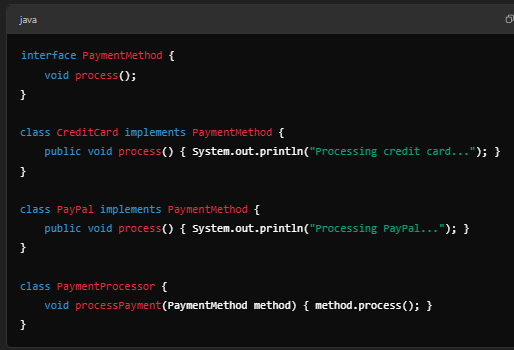 java
interface PaymentMethod {
    void process();
}

class CreditCard implements PaymentMethod {
    public void process() { System.out.println("Processing credit card..."); }
}

class PayPal implements PaymentMethod {
    public void process() { System.out.println("Processing PayPal..."); }
}

class PaymentProcessor {
    void processPayment(PaymentMethod method) { method.process(); }
}